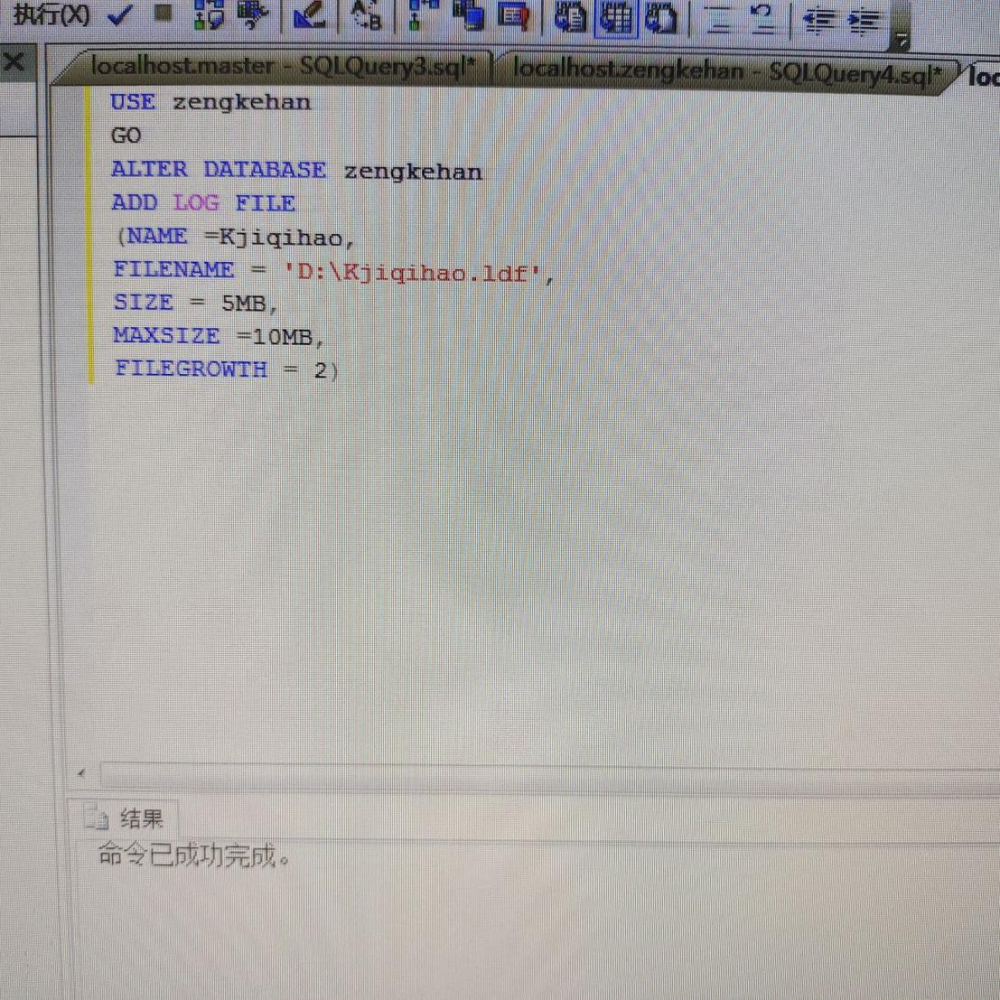 执行(X)
localhost.master - SQLQuery3.sql*
localhost.zengkehan - SQLQuery4.sql*
loc
USE zengkehan
GO
ALTER DATABASE zengkehan
ADD LOG FILE
(NAME =Kjiqihao,
FILENAME = 'D:\Kjiqihao.ldf',
SIZE = 5MB,
MAXSIZE =10MB,
FILEGROWTH = 2)
结果
命令已成功完成。